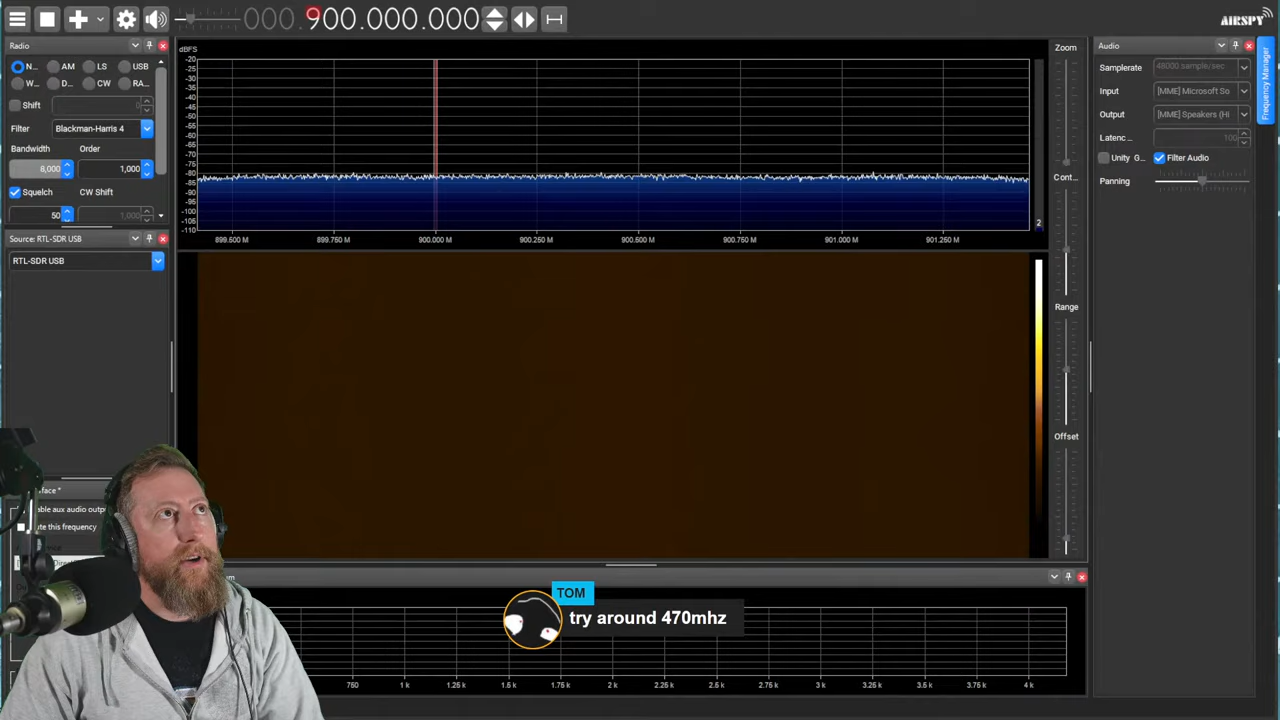 000.900.000.000
AIRSPY
Radio
N... AM LS USB
W... D... CW RA...
Shift 0
Filter Blackman-Harris 4
Bandwidth Order
8,000 1,000
Squelch CW Shift
50 1,000
Source: RTL-SDR USB
RTL-SDR USB
dBFS
-20
-25
-30
-35
-40
-45
-50
-55
-60
-65
-70
-75
-80
-85
-90
-95
-100
-105
-110
2
899.500 M 899.750 M 900.000 M 900.250 M 900.500 M 900.750 M 901.000 M 901.250 M
Zoom
Cont...
Range
Offset
Audio
Samplerate 48000 sample/sec
Input [MME] Microsoft So
Output [MME] Speakers (HI
Latenc... 100
Unity G... Filter Audio
Panning
Frequency Manager
TOM
try around 470mhz
750 1 k 1.25 k 1.5 k 1.75 k 2 k 2.25 k 2.5 k 2.75 k 3 k 3.25 k 3.5 k 3.75 k 4 k